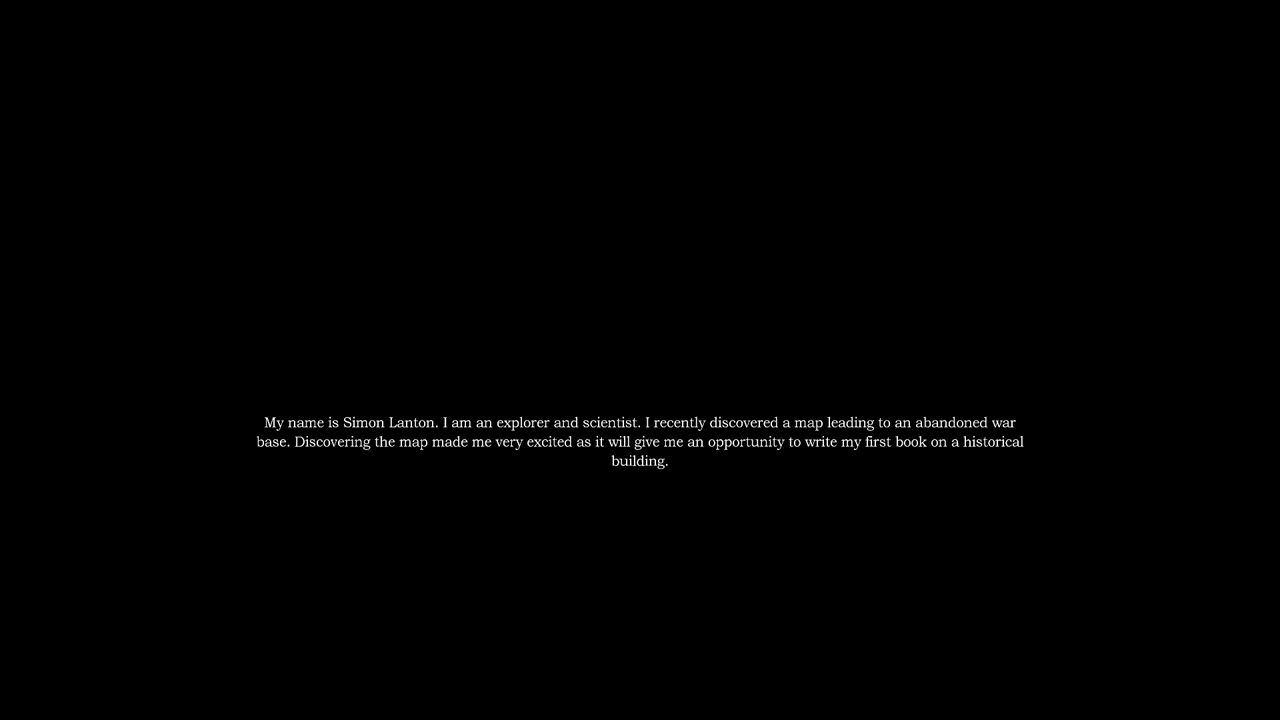 My name is Simon Lanton. I am an explorer and scientist. I recently discovered a map leading to an abandoned war
base. Discovering the map made me very excited as it will give me an opportunity to write my first book on a historical
building.